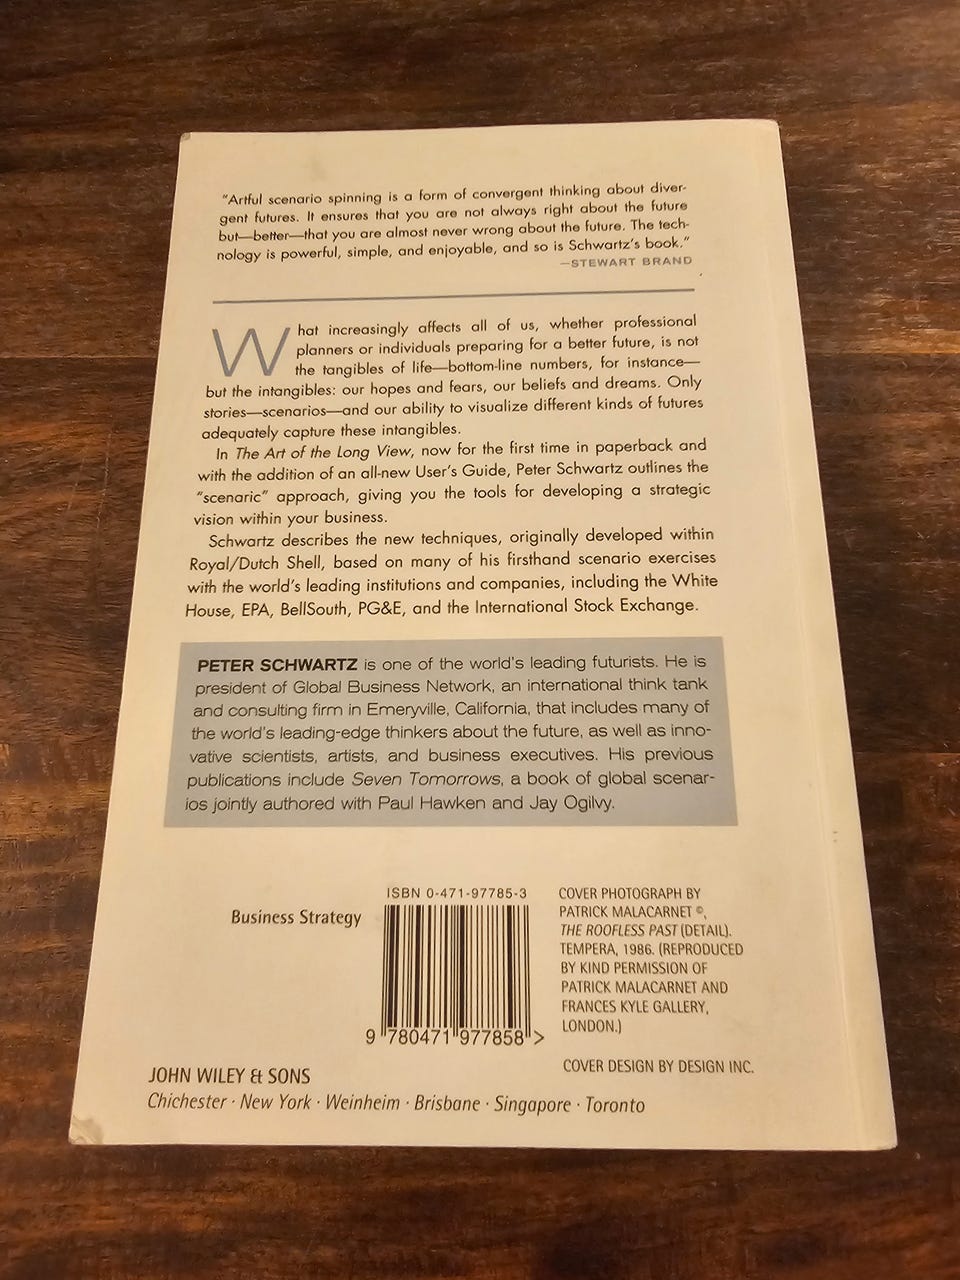 "Artful scenario spinning is a form of convergent thinking about diver-
gent futures. It ensures that you are not always right about the future
but—better—that you are almost never wrong about the future. The tech-
nology is powerful, simple, and enjoyable, and so is Schwartz's book."
—STEWART BRAND
What increasingly affects all of us, whether professional
planners or individuals preparing for a better future, is not
the tangibles of life—bottom-line numbers, for instance—
but the intangibles: our hopes and fears, our beliefs and dreams. Only
stories—scenarios—and our ability to visualize different kinds of futures
adequately capture these intangibles.
In The Art of the Long View, now for the first time in paperback and
with the addition of an all-new User's Guide, Peter Schwartz outlines the
"scenaric" approach, giving you the tools for developing a strategic
vision within your business.
Schwartz describes the new techniques, originally developed within
Royal/Dutch Shell, based on many of his firsthand scenario exercises
with the world's leading institutions and companies, including the White
House, EPA, BellSouth, PG&E, and the International Stock Exchange.
PETER SCHWARTZ is one of the world's leading futurists. He is
president of Global Business Network, an international think tank
and consulting firm in Emeryville, California, that includes many of
the world's leading-edge thinkers about the future, as well as inno-
vative scientists, artists, and business executives. His previous
publications include Seven Tomorrows, a book of global scenar-
ios jointly authored with Paul Hawken and Jay Ogilvy.
Business Strategy
ISBN 0-471-97785-3
9 780471 977858 >
COVER PHOTOGRAPH BY
PATRICK MALACARNET ©,
THE ROOFLESS PAST (DETAIL).
TEMPERA, 1986. (REPRODUCED
BY KIND PERMISSION OF
PATRICK MALACARNET AND
FRANCES KYLE GALLERY,
LONDON.)
COVER DESIGN BY DESIGN INC.
JOHN WILEY & SONS
Chichester · New York · Weinheim · Brisbane · Singapore · Toronto